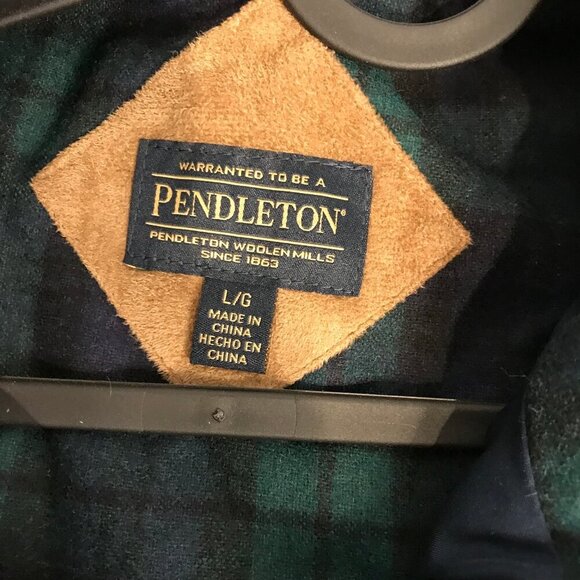 WARRANTED TO BE A
PENDLETON®
PENDLETON WOOLEN MILLS
SINCE 1863
L/G
MADE IN
CHINA
HECHO EN
CHINA